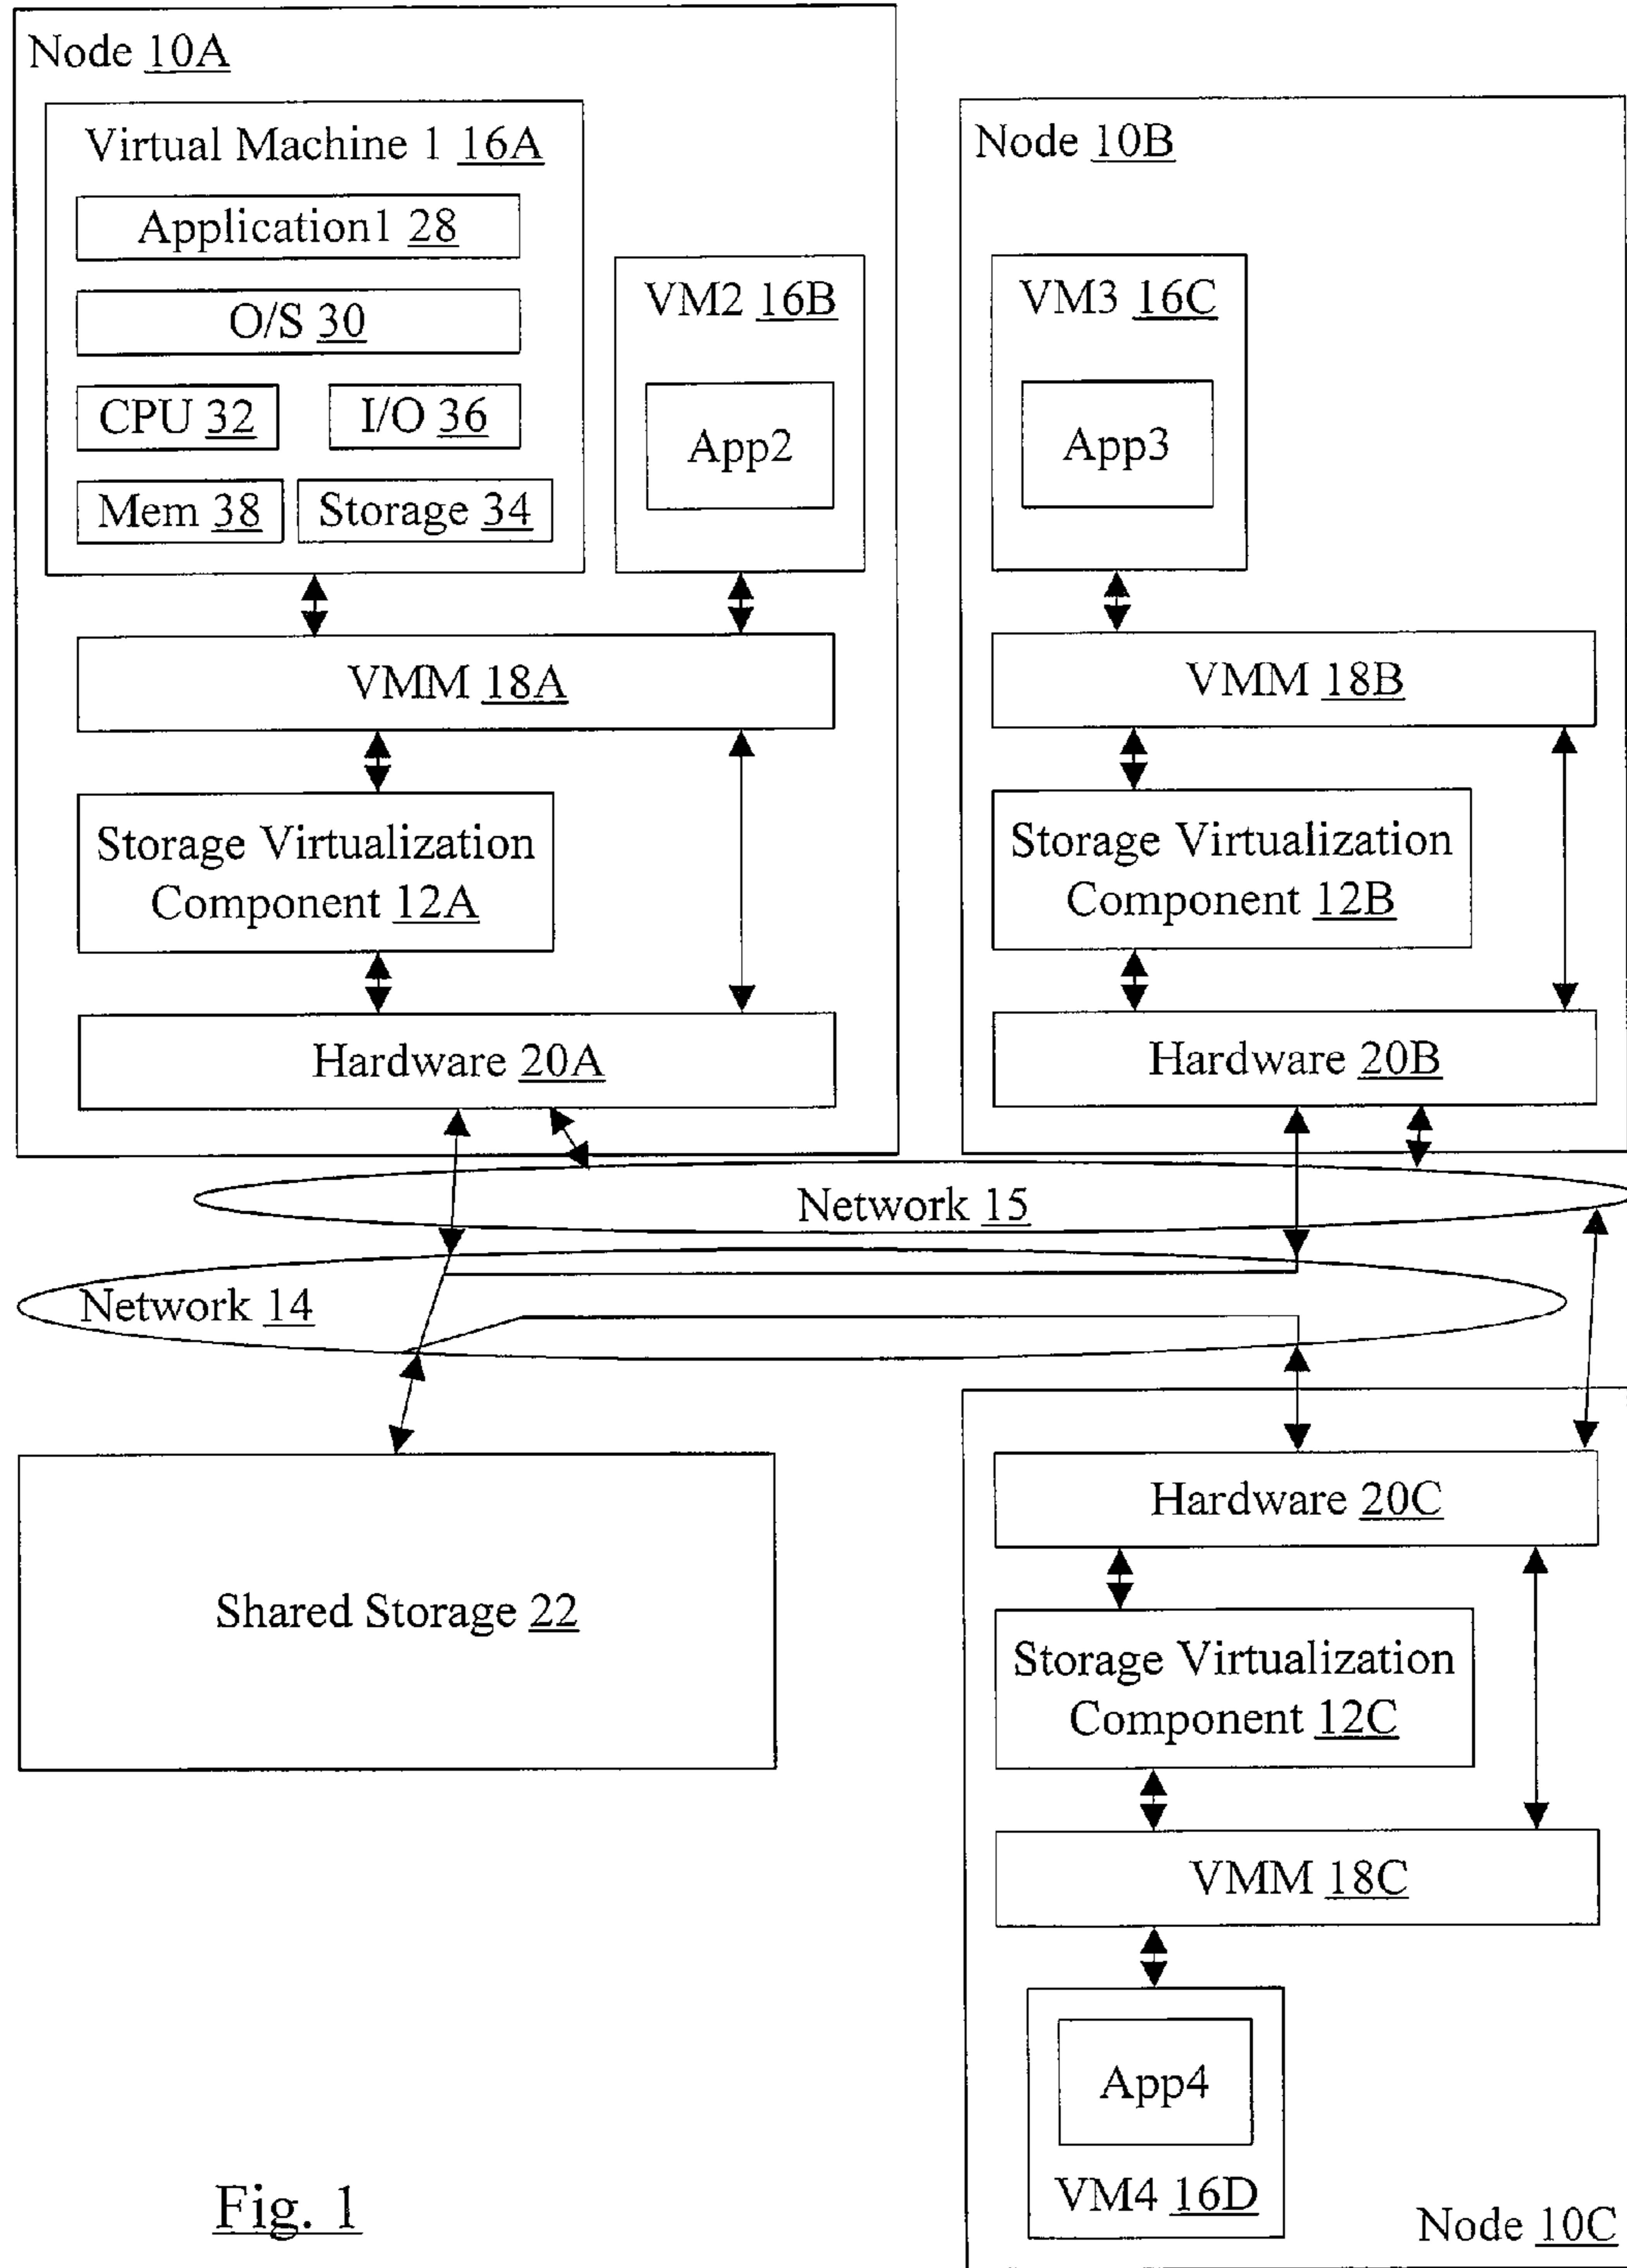 Node 10A
Virtual Machine 1 16A
Application1 28
O/S 30
CPU 32
I/O 36
Mem 38
Storage 34
VM2 16B
App2
VMM 18A
Storage Virtualization
Component 12A
Hardware 20A
Node 10B
VM3 16C
App3
VMM 18B
Storage Virtualization
Component 12B
Hardware 20B
Network 15
Network 14
Shared Storage 22
Hardware 20C
Storage Virtualization
Component 12C
VMM 18C
App4
VM4 16D
Node 10C
Fig. 1